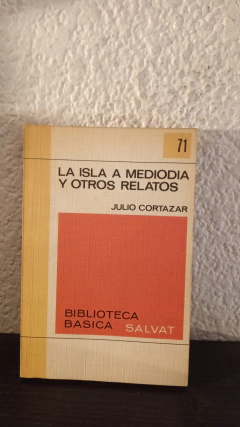 71
LA ISLA A MEDIODIA
Y OTROS RELATOS
JULIO CORTAZAR
BIBLIOTECA
BASICA SALVAT